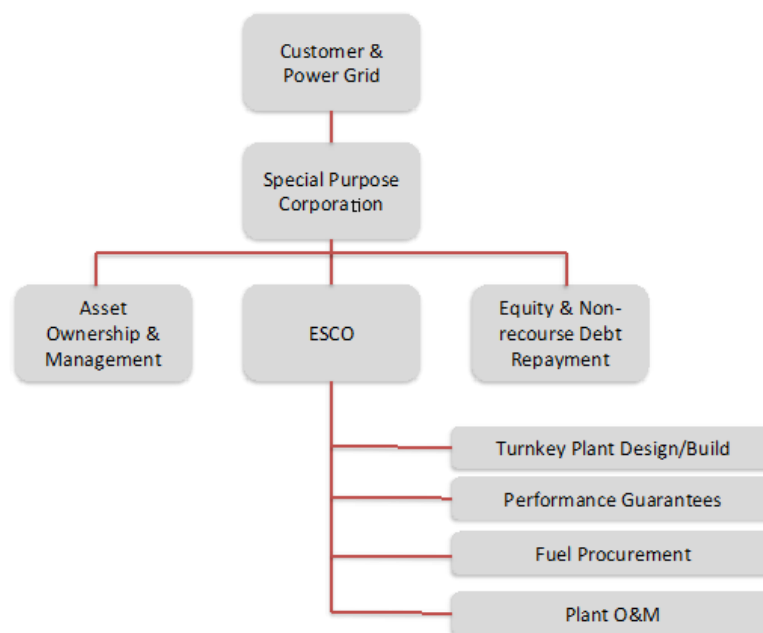 Customer &
Power Grid
Special Purpose
Corporation
Asset
Ownership &
Management
ESCO
Equity & Non-
recourse Debt
Repayment
Turnkey Plant Design/Build
Performance Guarantees
Fuel Procurement
Plant O&M